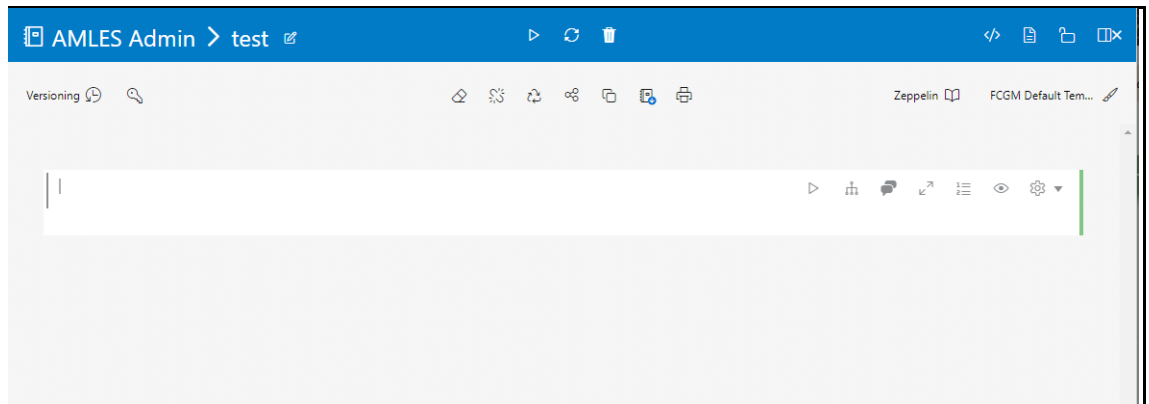 AMLES Admin > test
Versioning
Zeppelin
FCGM Default Tem...